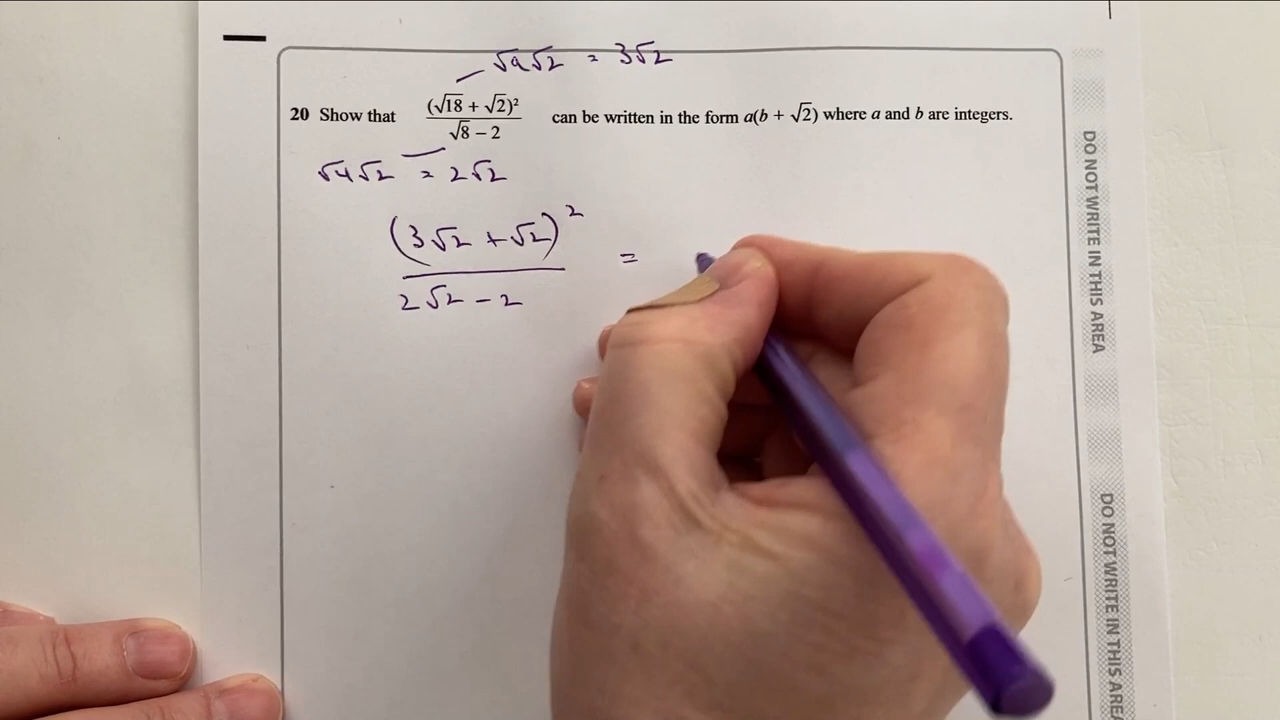 √9√2 = 3√2
20 Show that (√18 + √2)² / √8 – 2 can be written in the form a(b + √2) where a and b are integers.
√4√2 = 2√2
(3√2 + √2)² / 2√2 – 2 =
DO NOT WRITE IN THIS AREA
DO NOT WRITE IN THIS AREA